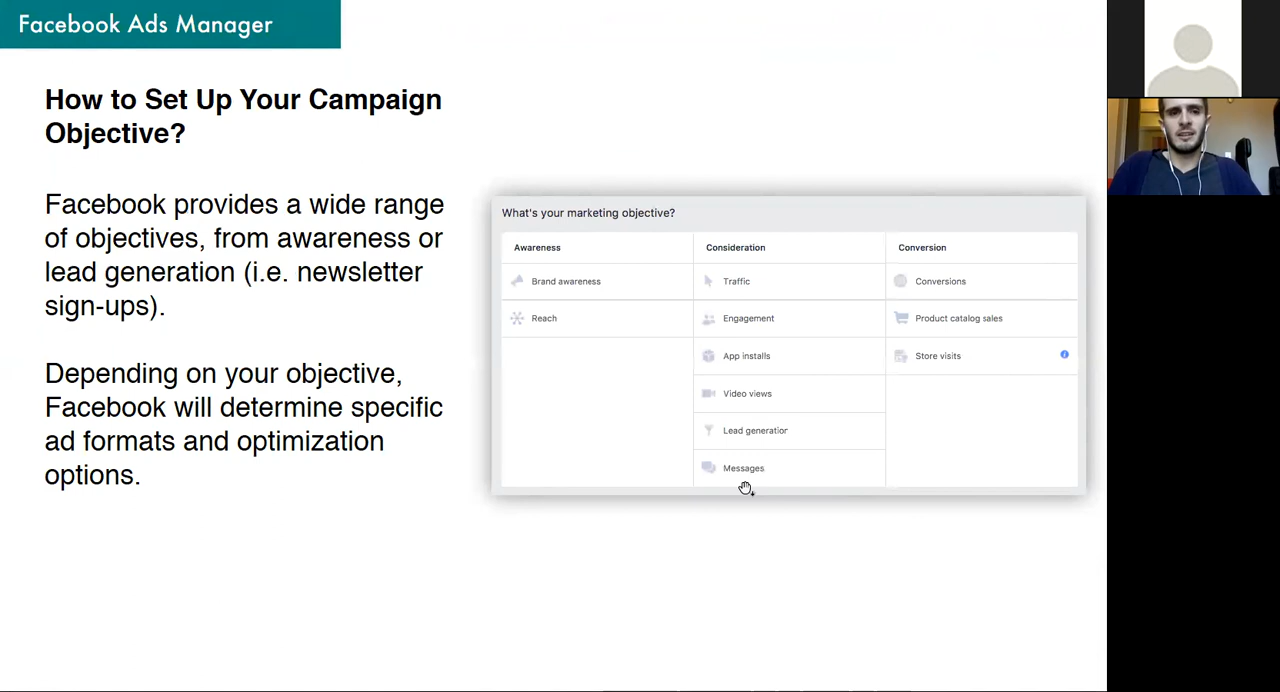 Facebook Ads Manager
How to Set Up Your Campaign
Objective?
Facebook provides a wide range
of objectives, from awareness or
lead generation (i.e. newsletter
sign-ups).
Depending on your objective,
Facebook will determine specific
ad formats and optimization
options.
What's your marketing objective?
Awareness
Brand awareness
Reach
Consideration
Traffic
Engagement
App installs
Video views
Lead generation
Messages
Conversion
Conversions
Product catalog sales
Store visits